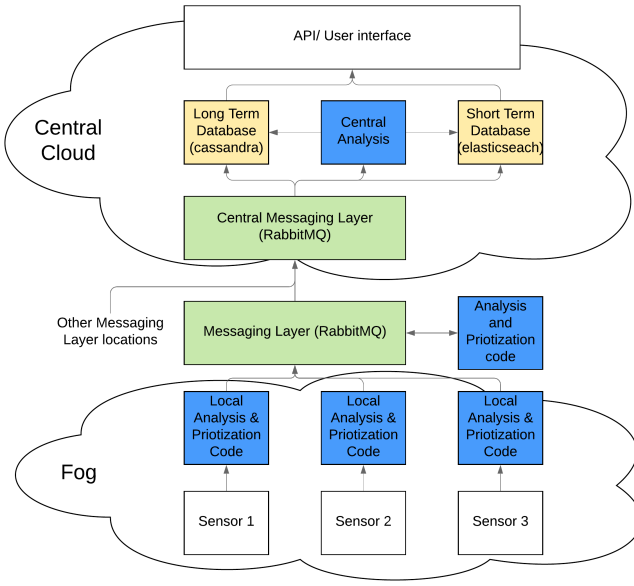 API/ User interface
Central
Cloud
Long Term
Database
(cassandra)
Central
Analysis
Short Term
Database
(elasticseach)
Central Messaging Layer
(RabbitMQ)
Other Messaging
Layer locations
Messaging Layer (RabbitMQ)
Analysis
and
Priotization
code
Fog
Local
Analysis &
Priotization
Code
Local
Analysis &
Priotization
Code
Local
Analysis &
Priotization
Code
Sensor 1
Sensor 2
Sensor 3